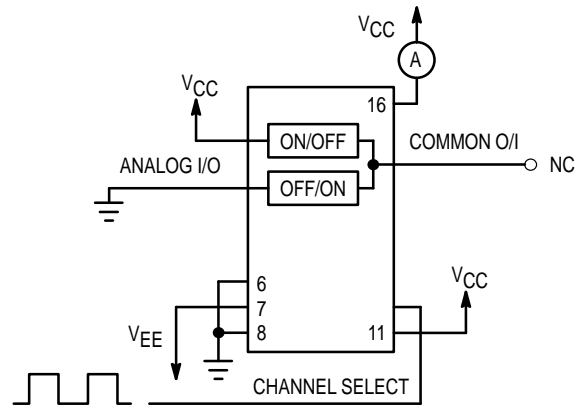 VCC
A
VCC
16
ON/OFF
COMMON O/I
ANALOG I/O
NC
OFF/ON
VCC
6
7
VEE
8
11
CHANNEL SELECT